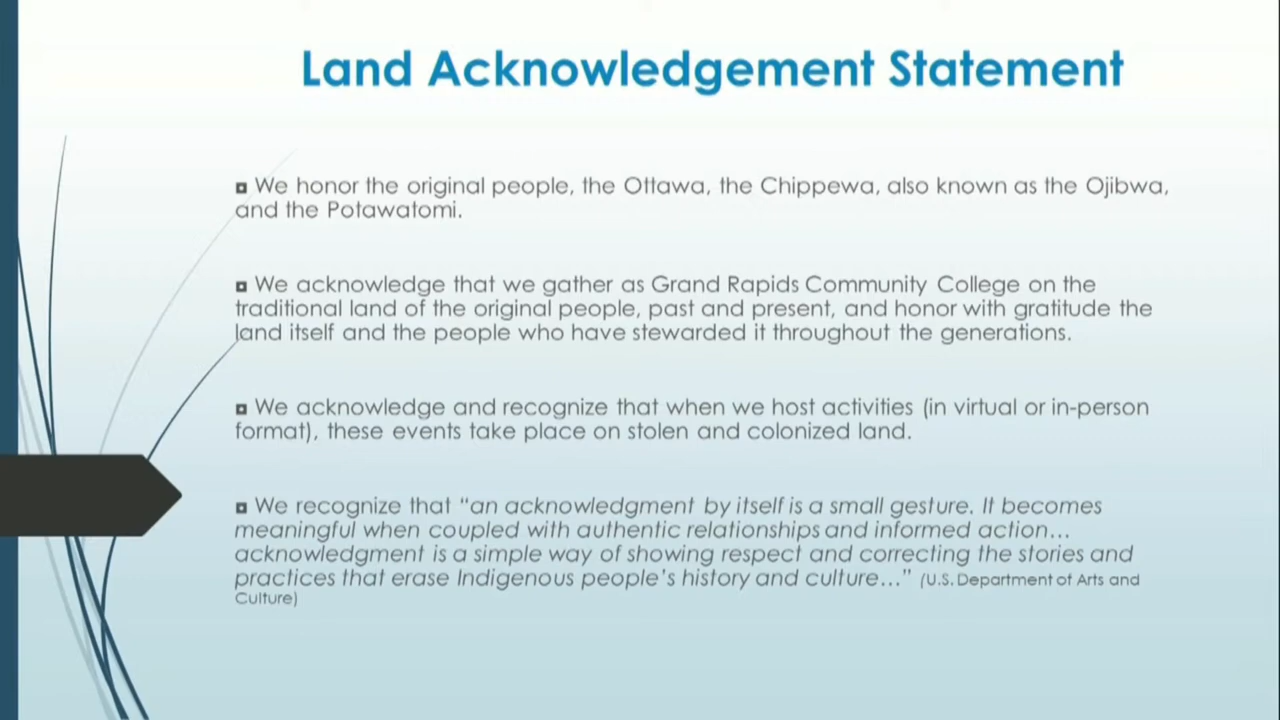 Land Acknowledgement Statement
◘ We honor the original people, the Ottawa, the Chippewa, also known as the Ojibwa,
and the Potawatomi.
◘ We acknowledge that we gather as Grand Rapids Community College on the
traditional land of the original people, past and present, and honor with gratitude the
land itself and the people who have stewarded it throughout the generations.
◘ We acknowledge and recognize that when we host activities (in virtual or in-person
format), these events take place on stolen and colonized land.
◘ We recognize that “an acknowledgment by itself is a small gesture. It becomes
meaningful when coupled with authentic relationships and informed action…
acknowledgment is a simple way of showing respect and correcting the stories and
practices that erase Indigenous people’s history and culture…” (U.S. Department of Arts and
Culture)